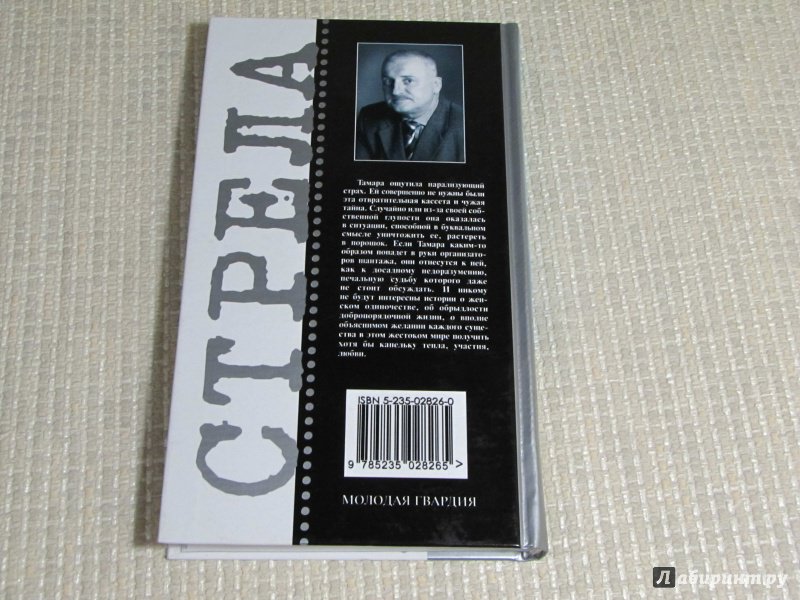 СТРЕЛА
Тамара ощутила парализующий
страх. Ей совершенно не нужны были
эта отвратительная кассета и чужая
тайна. Случайно или из-за своей соб-
ственной глупости она оказалась
в ситуации, способной в буквальном
смысле уничтожить ее, растереть
в порошок. Если Тамара каким-то
образом попадет в руки организато-
ров шантажа, они отнесутся к ней,
как к досадному недоразумению,
печальную судьбу которого даже
не стоит обсуждать. И никому
не будут интересны истории о жен-
ском одиночестве, об обрыдлости
добропорядочной жизни, о вполне
объяснимом желании каждого суще-
ства в этом жестоком мире получить
хотя бы капельку тепла, участия,
любви.
ISBN 5-235-02826-0
9 785235 028265 >
МОЛОДАЯ ГВАРДИЯ
Лабиринт.ру